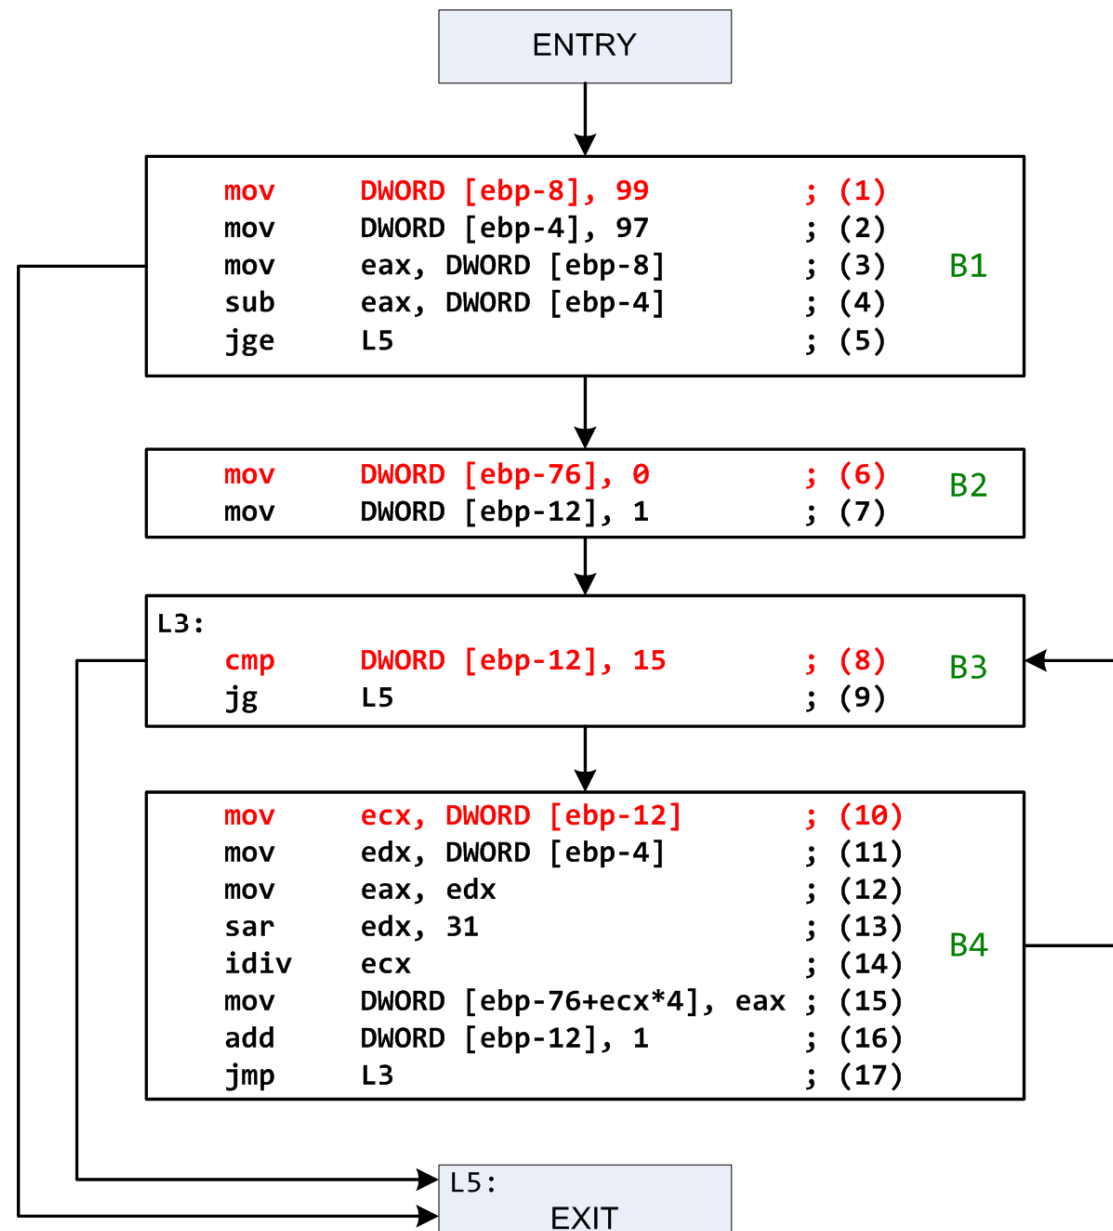 ENTRY
mov DWORD [ebp-8], 99 ; (1)
mov DWORD [ebp-4], 97 ; (2)
mov eax, DWORD [ebp-8] ; (3) B1
sub eax, DWORD [ebp-4] ; (4)
jge L5 ; (5)
mov DWORD [ebp-76], 0 ; (6) B2
mov DWORD [ebp-12], 1 ; (7)
L3:
cmp DWORD [ebp-12], 15 ; (8) B3
jg L5 ; (9)
mov ecx, DWORD [ebp-12] ; (10)
mov edx, DWORD [ebp-4] ; (11)
mov eax, edx ; (12)
sar edx, 31 ; (13) B4
idiv ecx ; (14)
mov DWORD [ebp-76+ecx*4], eax ; (15)
add DWORD [ebp-12], 1 ; (16)
jmp L3 ; (17)
L5:
EXIT